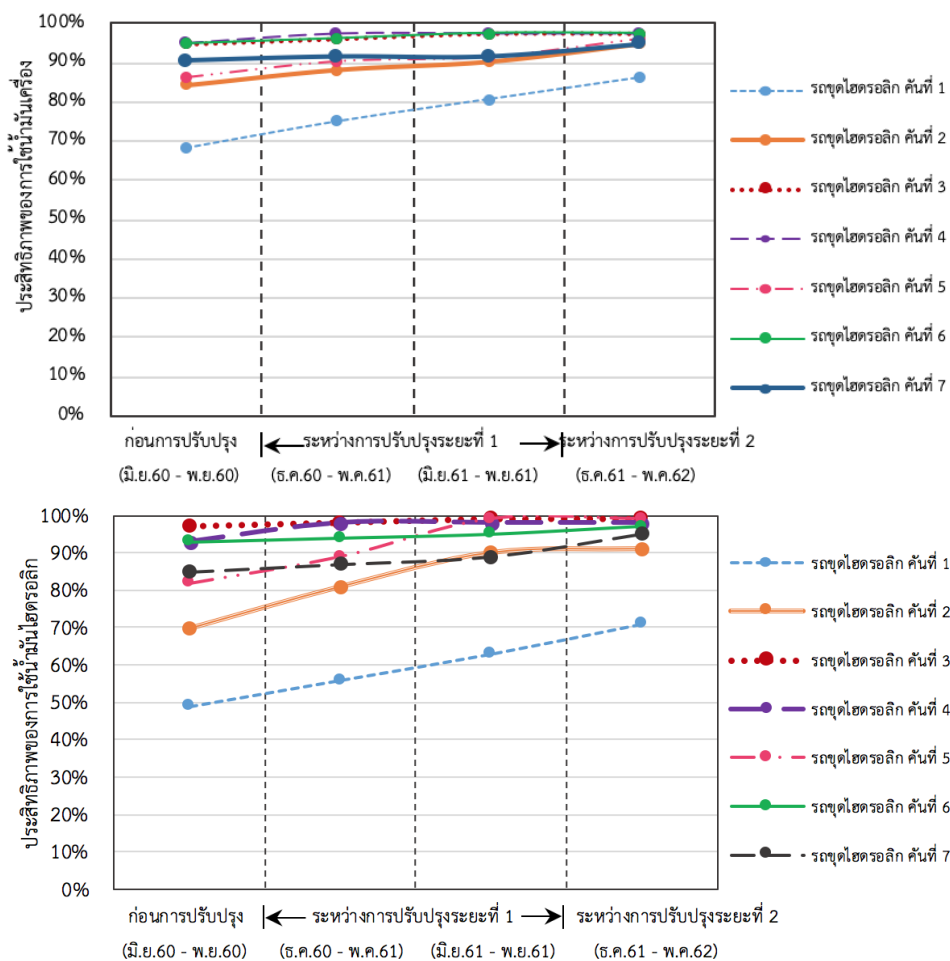 ประสิทธิภาพของการใช้น้ำมันเครื่อง
100%
90%
80%
70%
60%
50%
40%
30%
20%
10%
0%
รถขุดไฮดรอลิก คันที่ 1
รถขุดไฮดรอลิก คันที่ 2
รถขุดไฮดรอลิก คันที่ 3
รถขุดไฮดรอลิก คันที่ 4
รถขุดไฮดรอลิก คันที่ 5
รถขุดไฮดรอลิก คันที่ 6
รถขุดไฮดรอลิก คันที่ 7
ก่อนการปรับปรุง ระหว่างการปรับปรุงระยะที่ 1 ระหว่างการปรับปรุงระยะที่ 2
(มิ.ย.60 - พ.ย.60) (ธ.ค.60 - พ.ค.61) (มิ.ย.61 - พ.ย.61) (ธ.ค.61 - พ.ค.62)
ประสิทธิภาพของการใช้น้ำมันไฮดรอลิก
100%
90%
80%
70%
60%
50%
40%
30%
20%
10%
0%
รถขุดไฮดรอลิก คันที่ 1
รถขุดไฮดรอลิก คันที่ 2
รถขุดไฮดรอลิก คันที่ 3
รถขุดไฮดรอลิก คันที่ 4
รถขุดไฮดรอลิก คันที่ 5
รถขุดไฮดรอลิก คันที่ 6
รถขุดไฮดรอลิก คันที่ 7
ก่อนการปรับปรุง ระหว่างการปรับปรุงระยะที่ 1 ระหว่างการปรับปรุงระยะที่ 2
(มิ.ย.60 - พ.ย.60) (ธ.ค.60 - พ.ค.61) (มิ.ย.61 - พ.ย.61) (ธ.ค.61 - พ.ค.62)